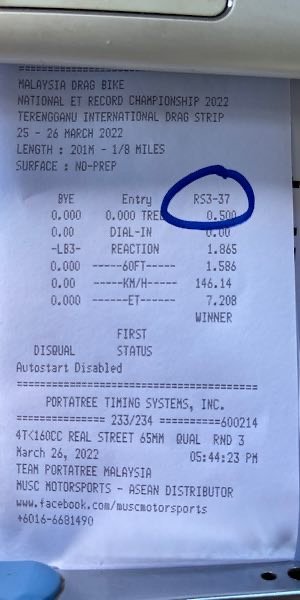 MALAYSIA DRAG BIKE
NATIONAL ET RECORD CHAMPIONSHIP 2022
TERENGGANU INTERNATIONAL DRAG STRIP
25 - 26 MARCH 2022
LENGTH : 201M - 1/8 MILES
SURFACE : NO-PREP
BYE Entry RS3-37
0.000 0.000 TREE 0.500
0.00 DIAL-IN 0.00
-LB3- REACTION 1.865
0.000 -----60FT----- 1.586
0.00 -----KM/H----- 146.14
0.000 ------ET------ 7.208
WINNER
FIRST
DISQUAL STATUS
Autostart Disabled
PORTATREE TIMING SYSTEMS, INC.
============== 233/234 ==========600214
4T<160CC REAL STREET 65MM QUAL RND 3
March 26, 2022 05:44:23 PM
TEAM PORTATREE MALAYSIA
MUSC MOTORSPORTS - ASEAN DISTRIBUTOR
www.facebook.com/muscmotorsports
+6016-6681490